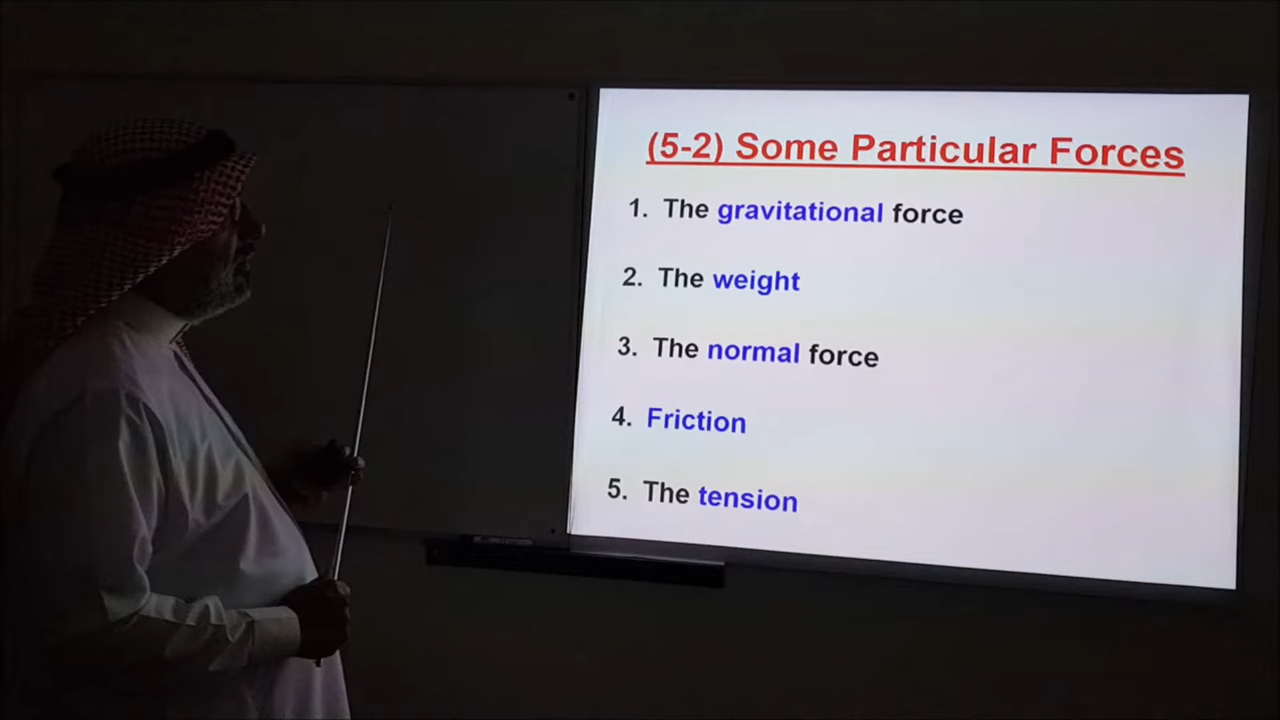 (5-2) Some Particular Forces
1. The gravitational force
2. The weight
3. The normal force
4. Friction
5. The tension